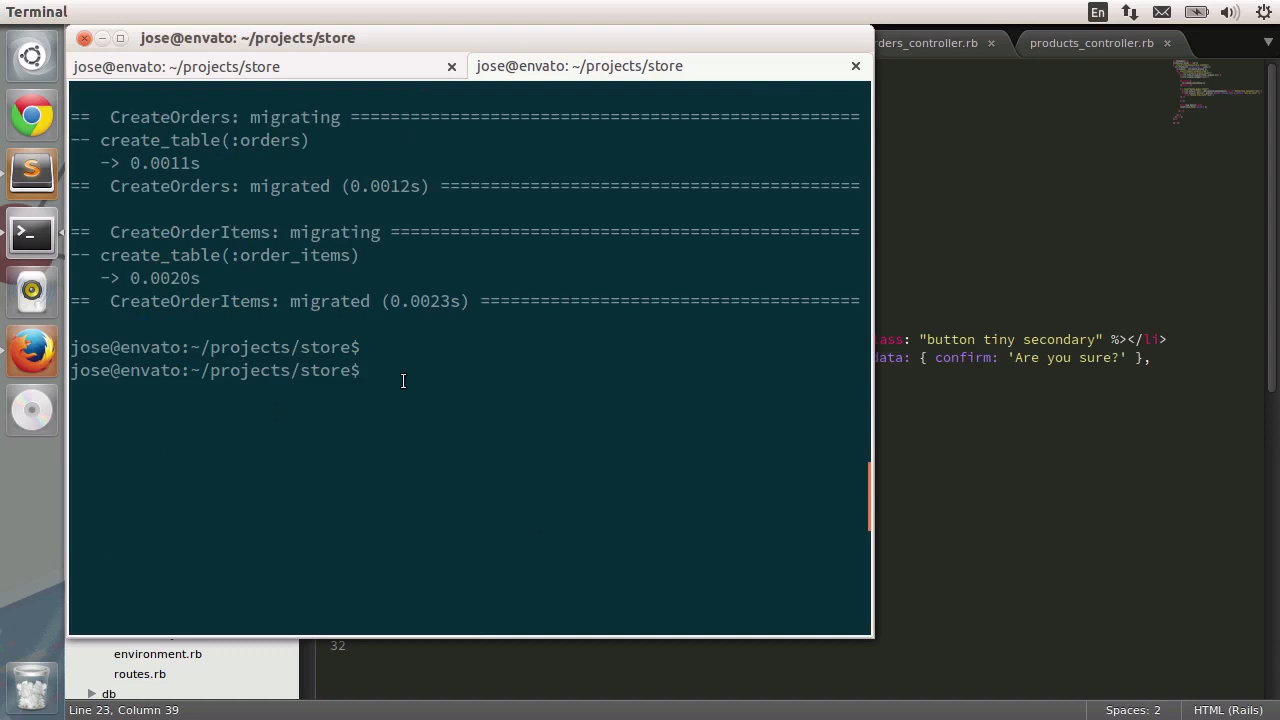 Terminal
En
jose@envato: ~/projects/store
jose@envato: ~/projects/store
jose@envato: ~/projects/store
rders_controller.rb
products_controller.rb
==  CreateOrders: migrating ===================================================
-- create_table(:orders)
   -> 0.0011s
==  CreateOrders: migrated (0.0012s) ==========================================
==  CreateOrderItems: migrating ===============================================
-- create_table(:order_items)
   -> 0.0020s
==  CreateOrderItems: migrated (0.0023s) ======================================
jose@envato:~/projects/store$
jose@envato:~/projects/store$
ass: "button tiny secondary" %></li>
data: { confirm: 'Are you sure?' },
32
environment.rb
routes.rb
db
Line 23, Column 39
Spaces: 2
HTML (Rails)